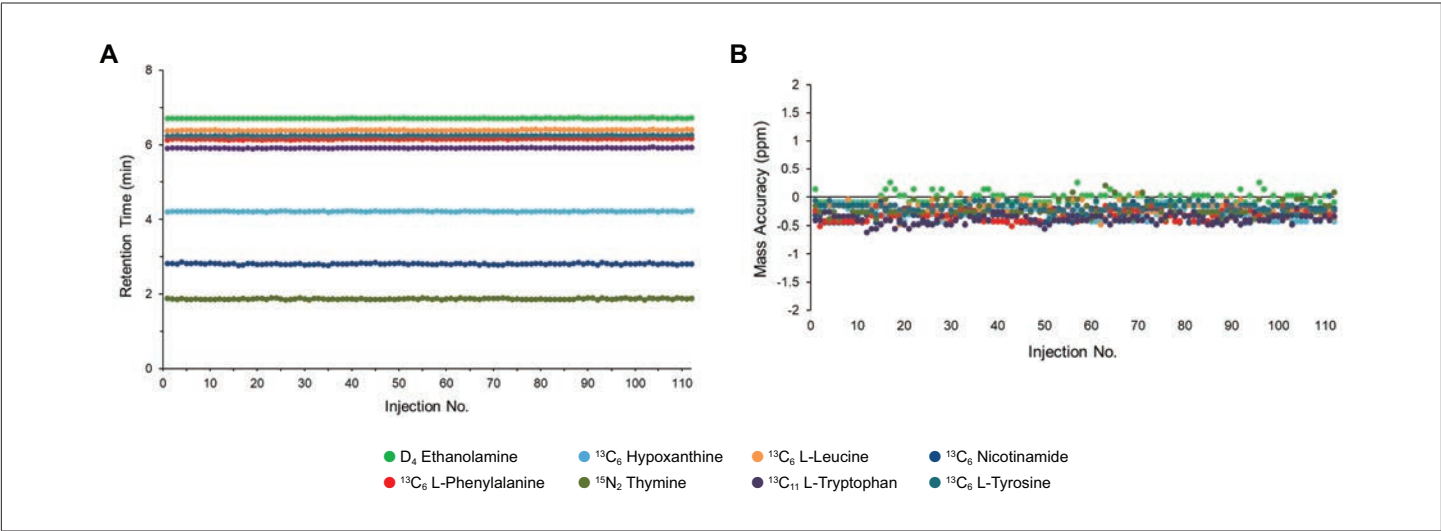 A
8
6
4
2
0
Retention Time (min)
0 10 20 30 40 50 60 70 80 90 100 110
Injection No.
B
2
1.5
1
0.5
0
-0.5
-1
-1.5
-2
Mass Accuracy (ppm)
0 10 20 30 40 50 60 70 80 90 100 110
Injection No.
D₄ Ethanolamine ¹³C₆ Hypoxanthine ¹³C₆ L-Leucine ¹³C₆ Nicotinamide
¹³C₆ L-Phenylalanine ¹⁵N₂ Thymine ¹³C₁₁ L-Tryptophan ¹³C₆ L-Tyrosine